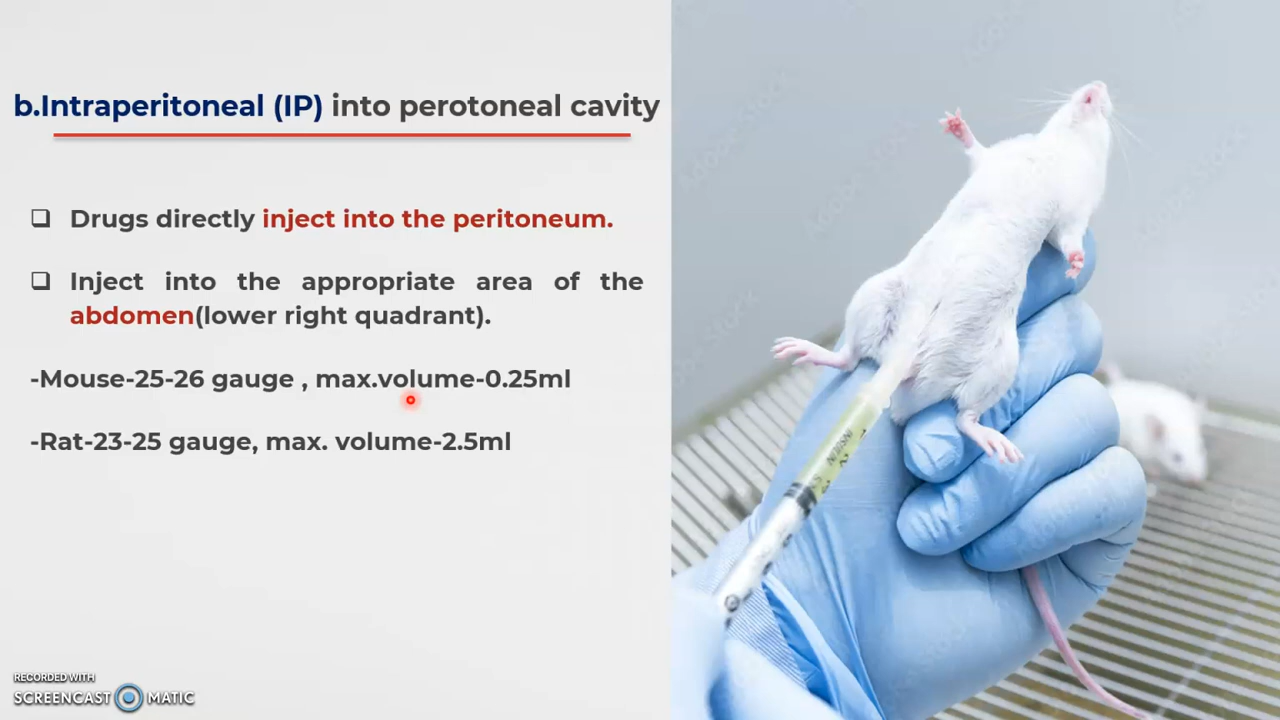 b.Intraperitoneal (IP) into perotoneal cavity
❑ Drugs directly inject into the peritoneum.
❑ Inject into the appropriate area of the
abdomen(lower right quadrant).
-Mouse-25-26 gauge , max.volume-0.25ml
-Rat-23-25 gauge, max. volume-2.5ml
INSULIN
RECORDED WITH
SCREENCAST MATIC